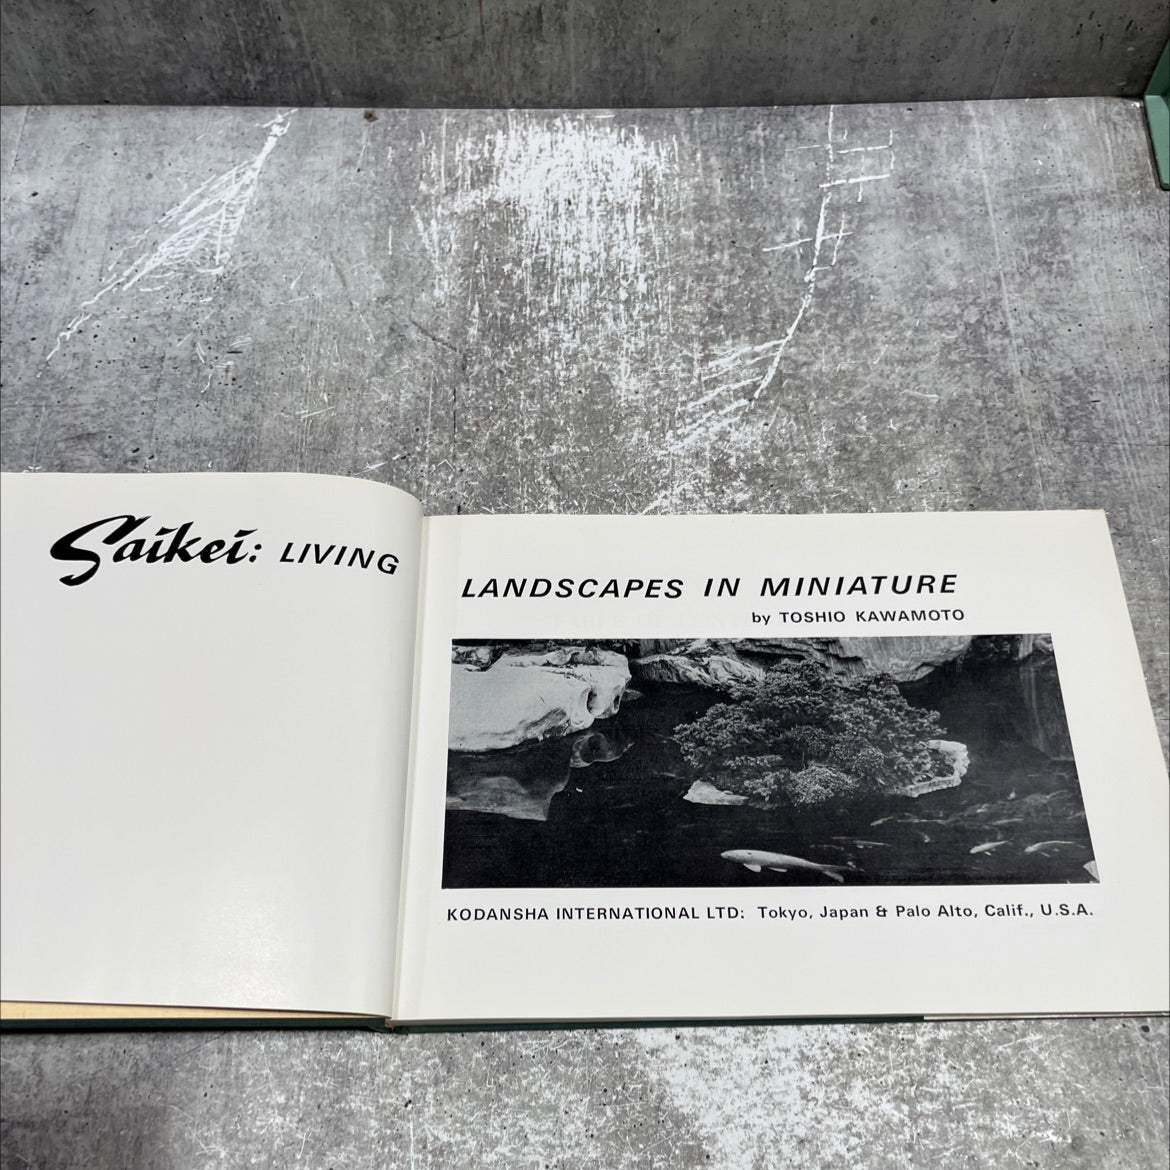 Saikei: LIVING LANDSCAPES IN MINIATURE
by TOSHIO KAWAMOTO
KODANSHA INTERNATIONAL LTD: Tokyo, Japan & Palo Alto, Calif., U.S.A.